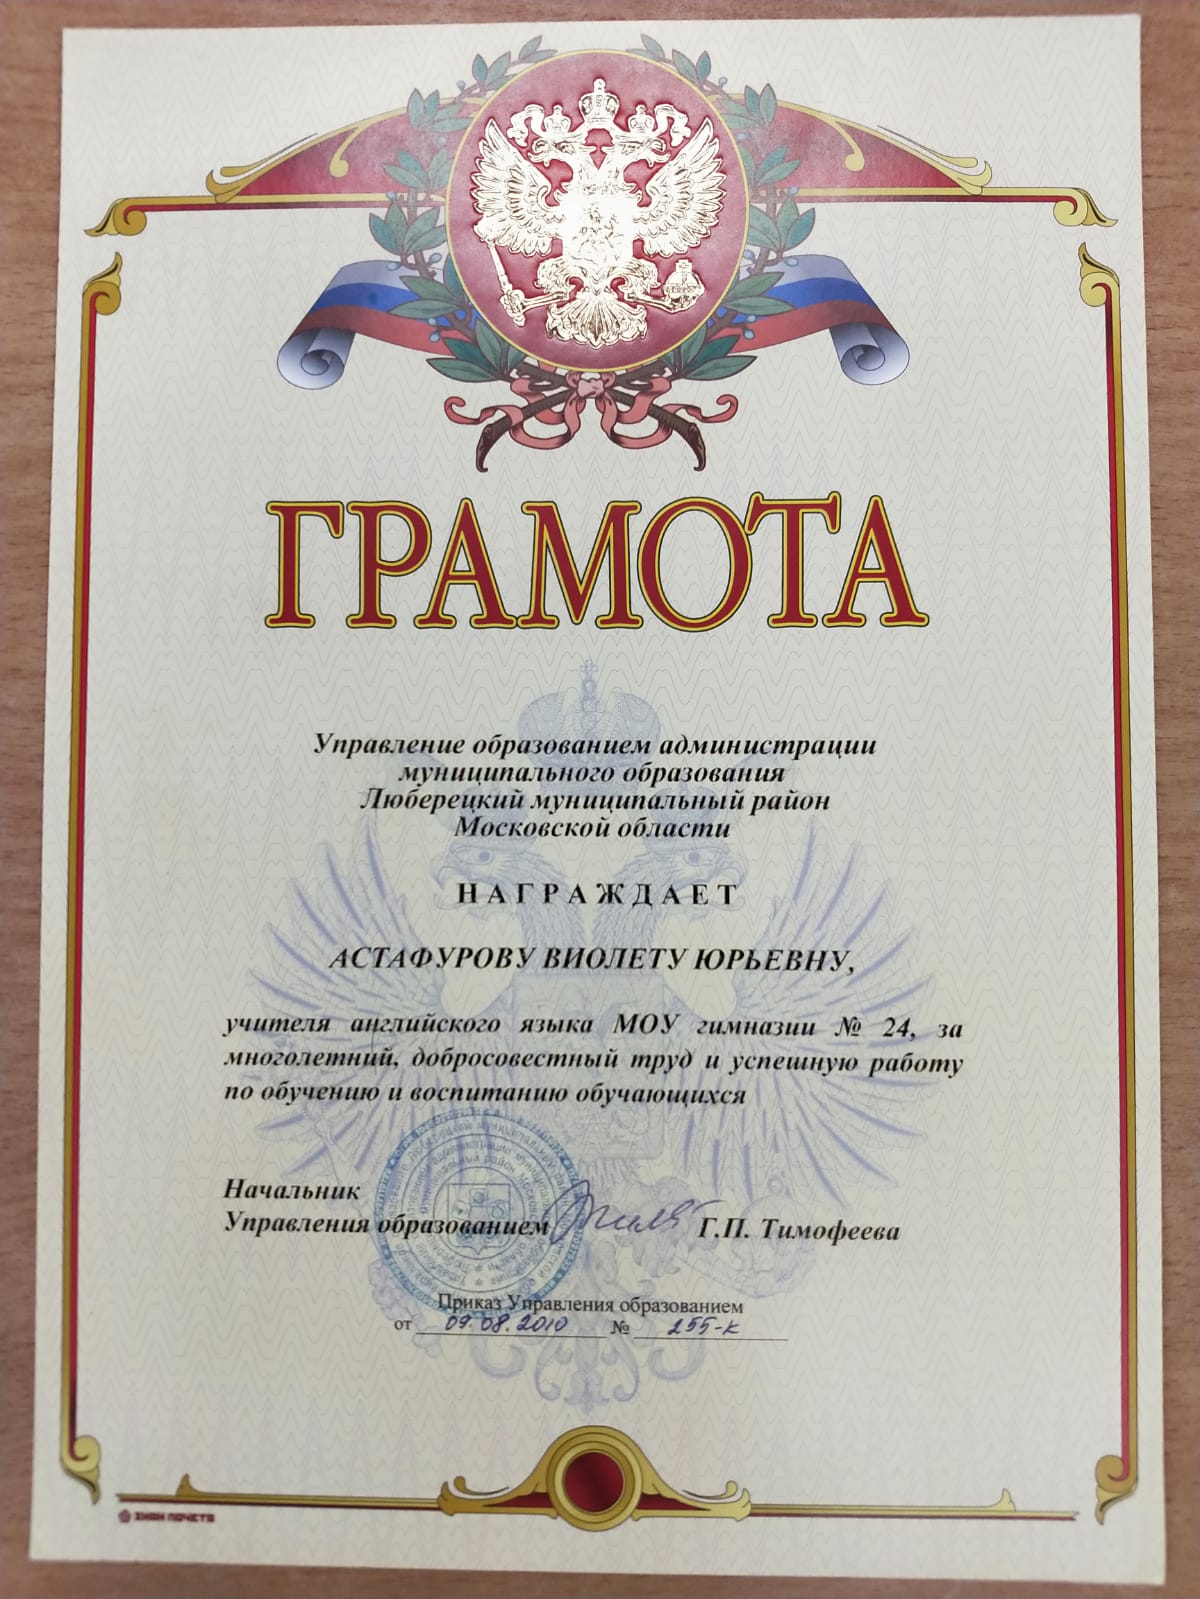 ГРАМОТА
Управление образованием администрации
муниципального образования
Люберецкий муниципальный район
Московской области
НАГРАЖДАЕТ
АСТАФУРОВУ ВИОЛЕТУ ЮРЬЕВНУ,
учителя английского языка МОУ гимназии № 24, за
многолетний, добросовестный труд и успешную работу
по обучению и воспитанию обучающихся
Начальник
Управления образованием Г.П. Тимофеева
Приказ Управления образованием
от 09.08.2010 № 255-к